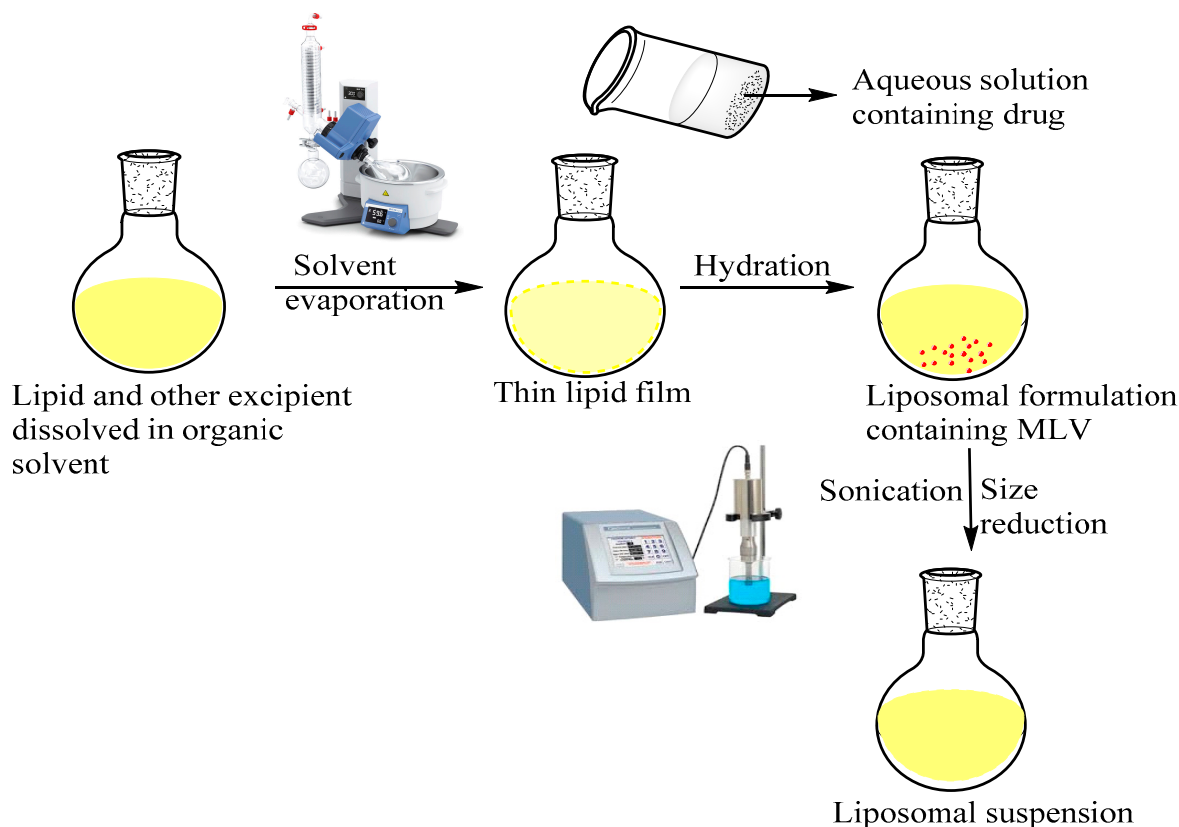 Aqueous solution
containing drug
Solvent
evaporation
Hydration
Lipid and other excipient
dissolved in organic
solvent
Thin lipid film
Liposomal formulation
containing MLV
Sonication
Size
reduction
Liposomal suspension